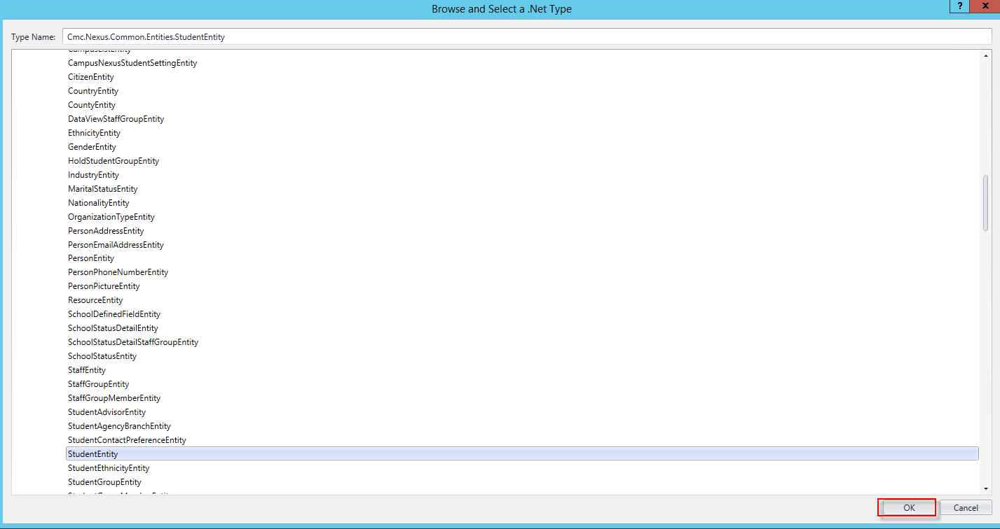 Browse and Select a .Net Type
? x
Type Name: Cmc.Nexus.Common.Entities.StudentEntity
CampusListEntity
CampusNexusStudentSettingEntity
CitizenEntity
CountryEntity
CountyEntity
DataViewStaffGroupEntity
EthnicityEntity
GenderEntity
HoldStudentGroupEntity
IndustryEntity
MaritalStatusEntity
NationalityEntity
OrganizationTypeEntity
PersonAddressEntity
PersonEmailAddressEntity
PersonEntity
PersonPhoneNumberEntity
PersonPictureEntity
ResourceEntity
SchoolDefinedFieldEntity
SchoolStatusDetailEntity
SchoolStatusDetailStaffGroupEntity
SchoolStatusEntity
StaffEntity
StaffGroupEntity
StaffGroupMemberEntity
StudentAdvisorEntity
StudentAgencyBranchEntity
StudentContactPreferenceEntity
StudentEntity
StudentEthnicityEntity
StudentGroupEntity
StudentGroupMemberEntity
OK Cancel